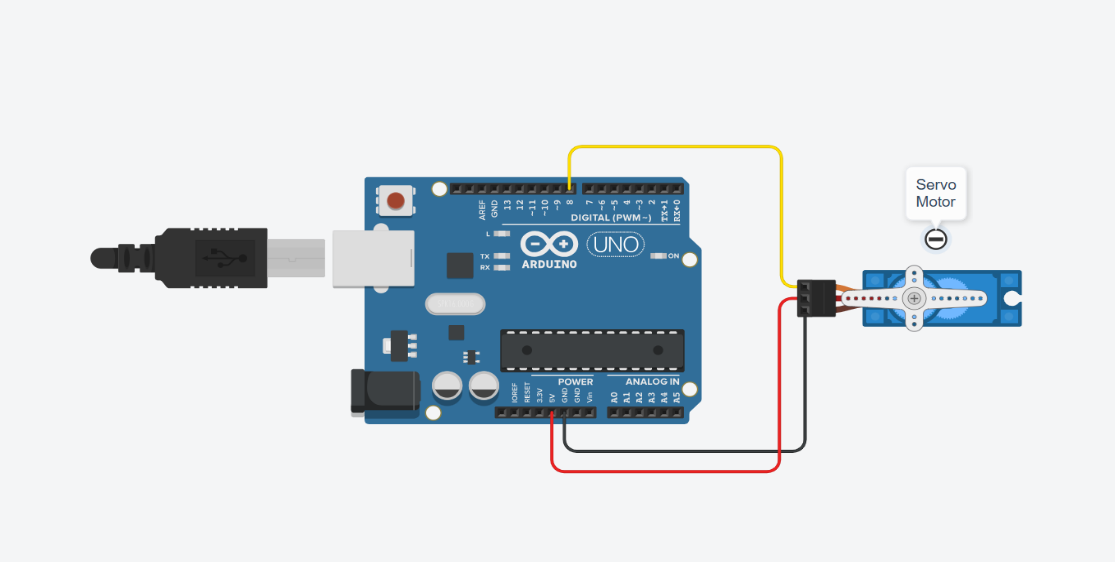 Servo
Motor
AREF
GND
13
12
~11
~10
~9
8
7
~6
~5
4
~3
2
TX→1
RX←0
DIGITAL (PWM~)
L
TX
RX
ARDUINO
UNO
ON
POWER
ANALOG IN
IOREF
RESET
3.3V
5V
GND
GND
Vin
A0
A1
A2
A3
A4
A5